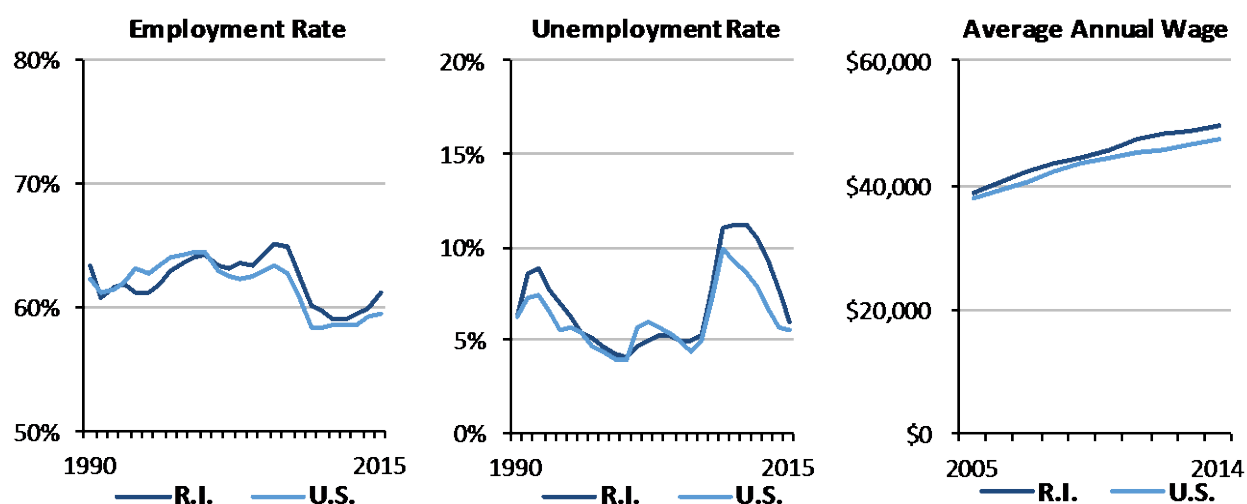 Employment Rate
80%
70%
60%
50%
1990
2015
R.I.
U.S.
Unemployment Rate
20%
15%
10%
5%
0%
1990
2015
R.I.
U.S.
Average Annual Wage
$60,000
$40,000
$20,000
$0
2005
2014
R.I.
U.S.